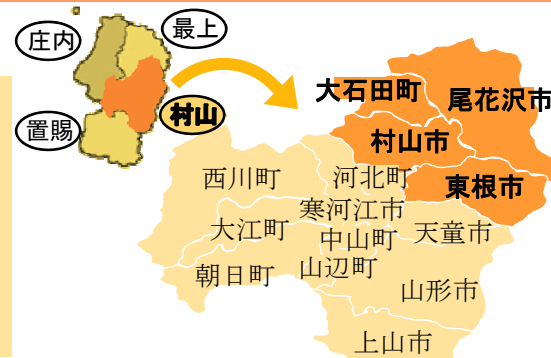 庄内
最上
置賜
村山
大石田町
尾花沢市
村山市
東根市
西川町
河北町
寒河江市
大江町
中山町
天童市
朝日町
山辺町
山形市
上山市